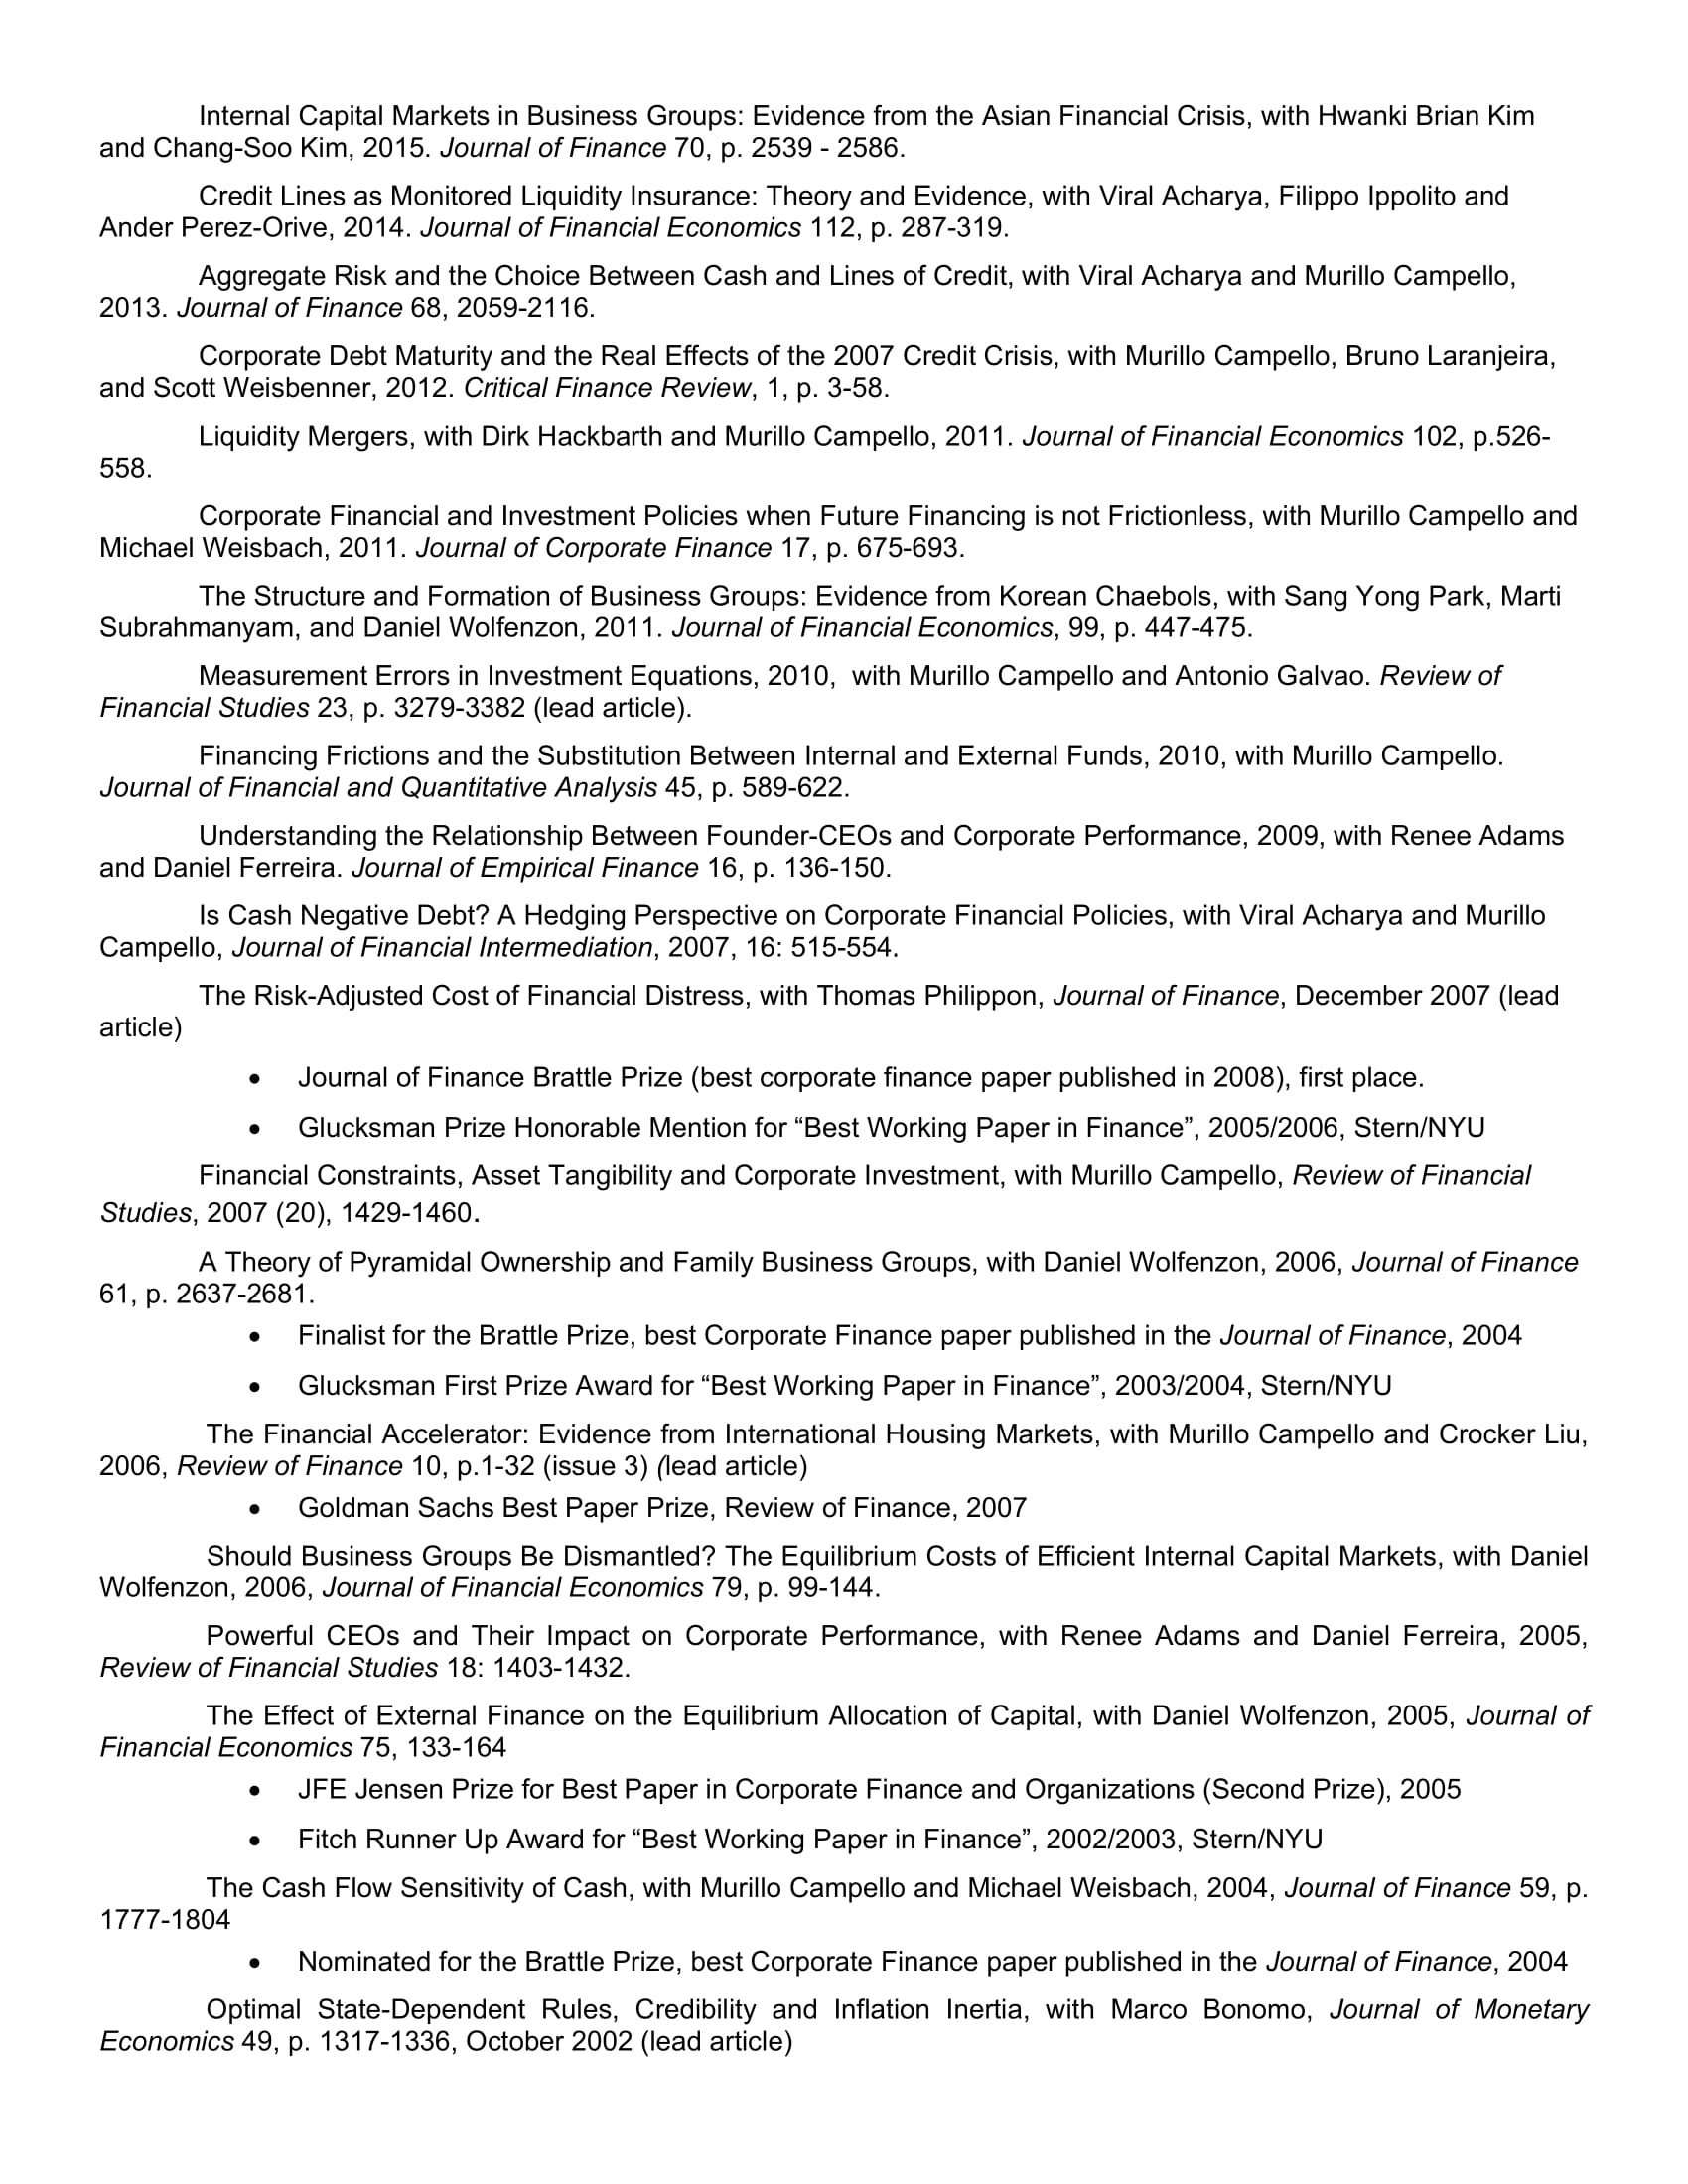 Internal Capital Markets in Business Groups: Evidence from the Asian Financial Crisis, with Hwanki Brian Kim
and Chang-Soo Kim, 2015. Journal of Finance 70, p. 2539 - 2586.
Credit Lines as Monitored Liquidity Insurance: Theory and Evidence, with Viral Acharya, Filippo Ippolito and
Ander Perez-Orive, 2014. Journal of Financial Economics 112, p. 287-319.
Aggregate Risk and the Choice Between Cash and Lines of Credit, with Viral Acharya and Murillo Campello,
2013. Journal of Finance 68, 2059-2116.
Corporate Debt Maturity and the Real Effects of the 2007 Credit Crisis, with Murillo Campello, Bruno Laranjeira,
and Scott Weisbenner, 2012. Critical Finance Review, 1, p. 3-58.
Liquidity Mergers, with Dirk Hackbarth and Murillo Campello, 2011. Journal of Financial Economics 102, p.526-
558.
Corporate Financial and Investment Policies when Future Financing is not Frictionless, with Murillo Campello and
Michael Weisbach, 2011. Journal of Corporate Finance 17, p. 675-693.
The Structure and Formation of Business Groups: Evidence from Korean Chaebols, with Sang Yong Park, Marti
Subrahmanyam, and Daniel Wolfenzon, 2011. Journal of Financial Economics, 99, p. 447-475.
Measurement Errors in Investment Equations, 2010,  with Murillo Campello and Antonio Galvao. Review of
Financial Studies 23, p. 3279-3382 (lead article).
Financing Frictions and the Substitution Between Internal and External Funds, 2010, with Murillo Campello.
Journal of Financial and Quantitative Analysis 45, p. 589-622.
Understanding the Relationship Between Founder-CEOs and Corporate Performance, 2009, with Renee Adams
and Daniel Ferreira. Journal of Empirical Finance 16, p. 136-150.
Is Cash Negative Debt? A Hedging Perspective on Corporate Financial Policies, with Viral Acharya and Murillo
Campello, Journal of Financial Intermediation, 2007, 16: 515-554.
The Risk-Adjusted Cost of Financial Distress, with Thomas Philippon, Journal of Finance, December 2007 (lead
article)
• Journal of Finance Brattle Prize (best corporate finance paper published in 2008), first place.
• Glucksman Prize Honorable Mention for “Best Working Paper in Finance”, 2005/2006, Stern/NYU
Financial Constraints, Asset Tangibility and Corporate Investment, with Murillo Campello, Review of Financial
Studies, 2007 (20), 1429-1460.
A Theory of Pyramidal Ownership and Family Business Groups, with Daniel Wolfenzon, 2006, Journal of Finance
61, p. 2637-2681.
• Finalist for the Brattle Prize, best Corporate Finance paper published in the Journal of Finance, 2004
• Glucksman First Prize Award for “Best Working Paper in Finance”, 2003/2004, Stern/NYU
The Financial Accelerator: Evidence from International Housing Markets, with Murillo Campello and Crocker Liu,
2006, Review of Finance 10, p.1-32 (issue 3) (lead article)
• Goldman Sachs Best Paper Prize, Review of Finance, 2007
Should Business Groups Be Dismantled? The Equilibrium Costs of Efficient Internal Capital Markets, with Daniel
Wolfenzon, 2006, Journal of Financial Economics 79, p. 99-144.
Powerful CEOs and Their Impact on Corporate Performance, with Renee Adams and Daniel Ferreira, 2005,
Review of Financial Studies 18: 1403-1432.
The Effect of External Finance on the Equilibrium Allocation of Capital, with Daniel Wolfenzon, 2005, Journal of
Financial Economics 75, 133-164
• JFE Jensen Prize for Best Paper in Corporate Finance and Organizations (Second Prize), 2005
• Fitch Runner Up Award for “Best Working Paper in Finance”, 2002/2003, Stern/NYU
The Cash Flow Sensitivity of Cash, with Murillo Campello and Michael Weisbach, 2004, Journal of Finance 59, p.
1777-1804
• Nominated for the Brattle Prize, best Corporate Finance paper published in the Journal of Finance, 2004
Optimal State-Dependent Rules, Credibility and Inflation Inertia, with Marco Bonomo, Journal of Monetary
Economics 49, p. 1317-1336, October 2002 (lead article)